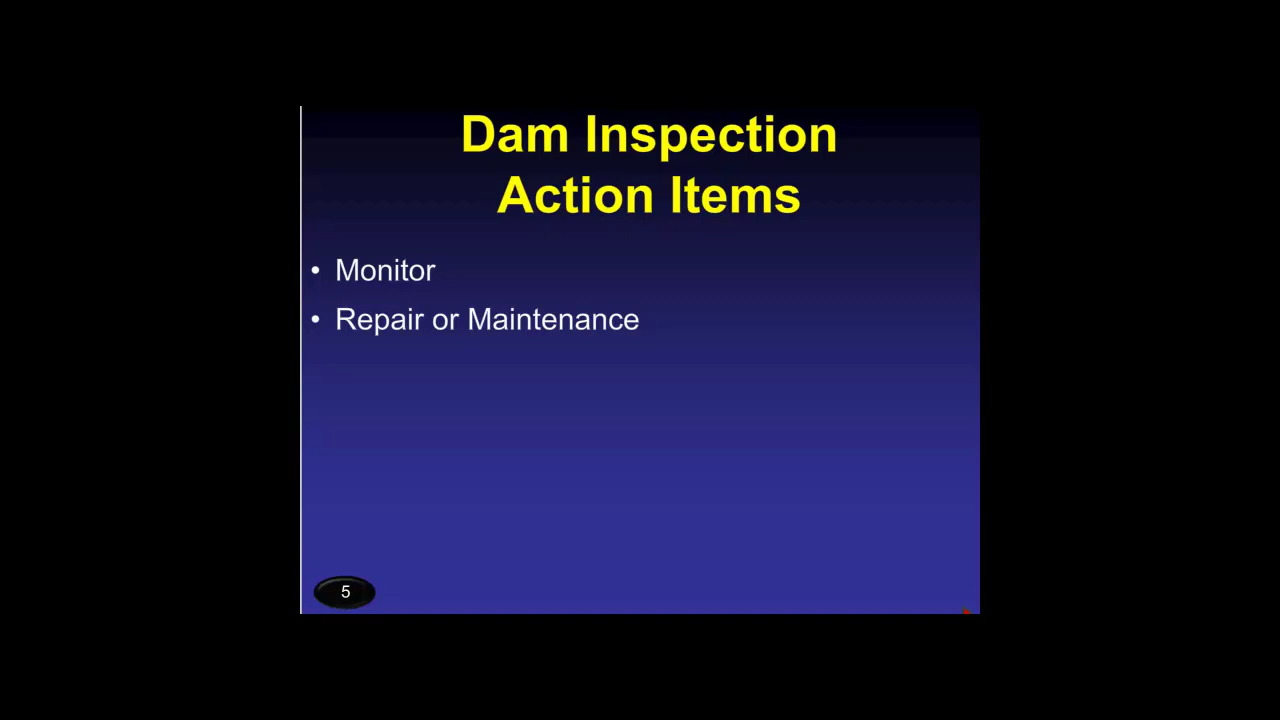 Dam Inspection
Action Items
• Monitor
• Repair or Maintenance
5